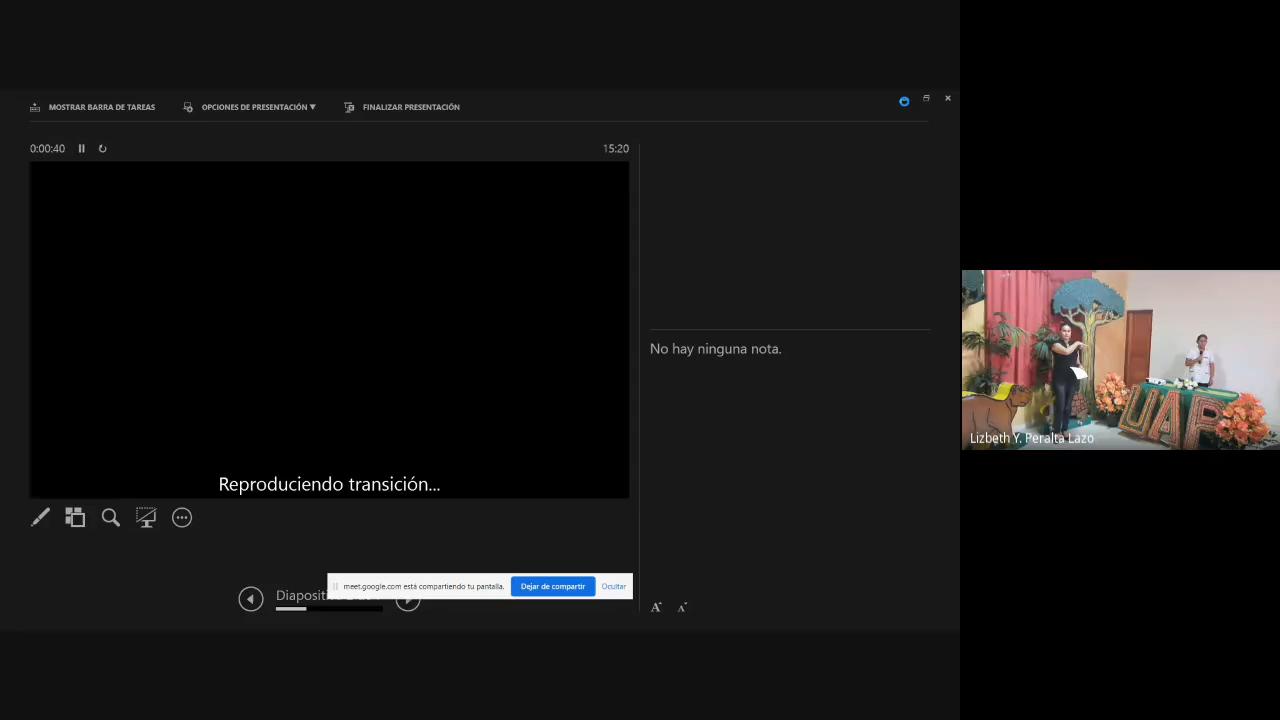 MOSTRAR BARRA DE TAREAS OPCIONES DE PRESENTACIÓN ▼ FINALIZAR PRESENTACIÓN
0:00:40 15:20
Reproduciendo transición...
No hay ninguna nota.
meet.google.com está compartiendo tu pantalla. Dejar de compartir Ocultar
A A
UAP
Lizbeth Y. Peralta Lazo